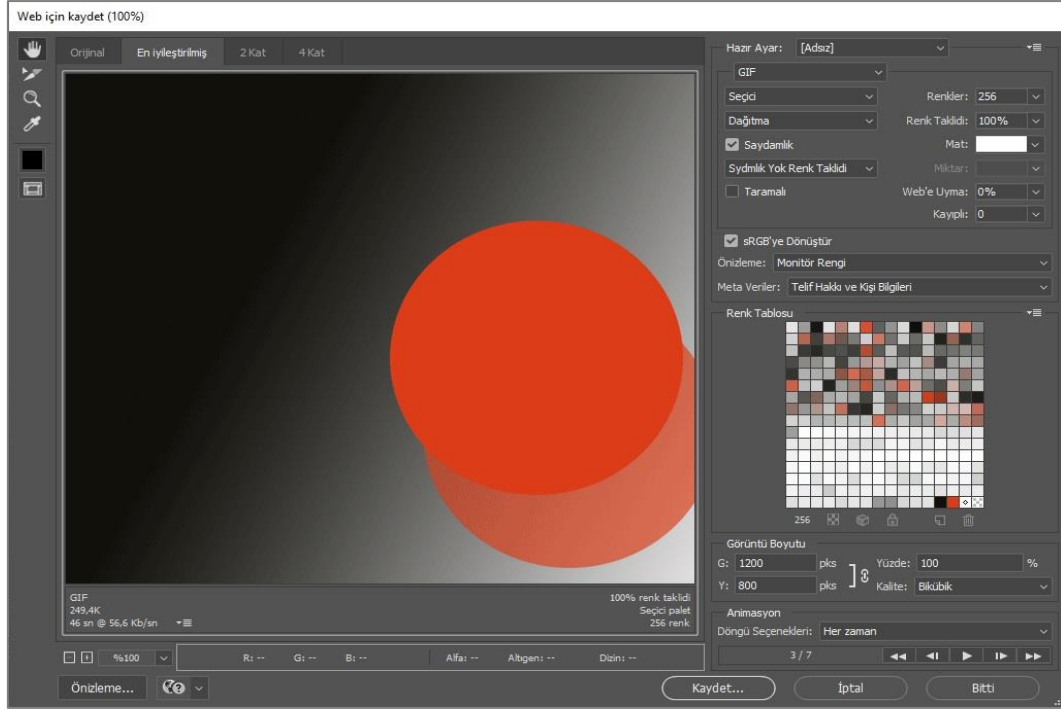 Web için kaydet (100%)
Orijinal En iyileştirilmiş 2 Kat 4 Kat
Hazır Ayar: [Adsız]
GIF
Seçici Renkler: 256
Dağıtma Renk Taklidi: 100%
Saydamlık Mat:
Sydmlık Yok Renk Taklidi Miktar:
Taramalı Web'e Uyma: 0%
Kayıplı: 0
sRGB'ye Dönüştür
Önizleme: Monitör Rengi
Meta Veriler: Telif Hakkı ve Kişi Bilgileri
Renk Tablosu
256
Görüntü Boyutu
G: 1200 pks Yüzde: 100 %
Y: 800 pks Kalite: Bikübik
Animasyon
Döngü Seçenekleri: Her zaman
3 / 7
GIF 100% renk taklidi
249,4K Seçici palet
46 sn @ 56,6 Kb/sn 256 renk
%100 R: -- G: -- B: -- Alfa: -- Altıgen: -- Dizin: --
Önizleme... Kaydet... İptal Bitti